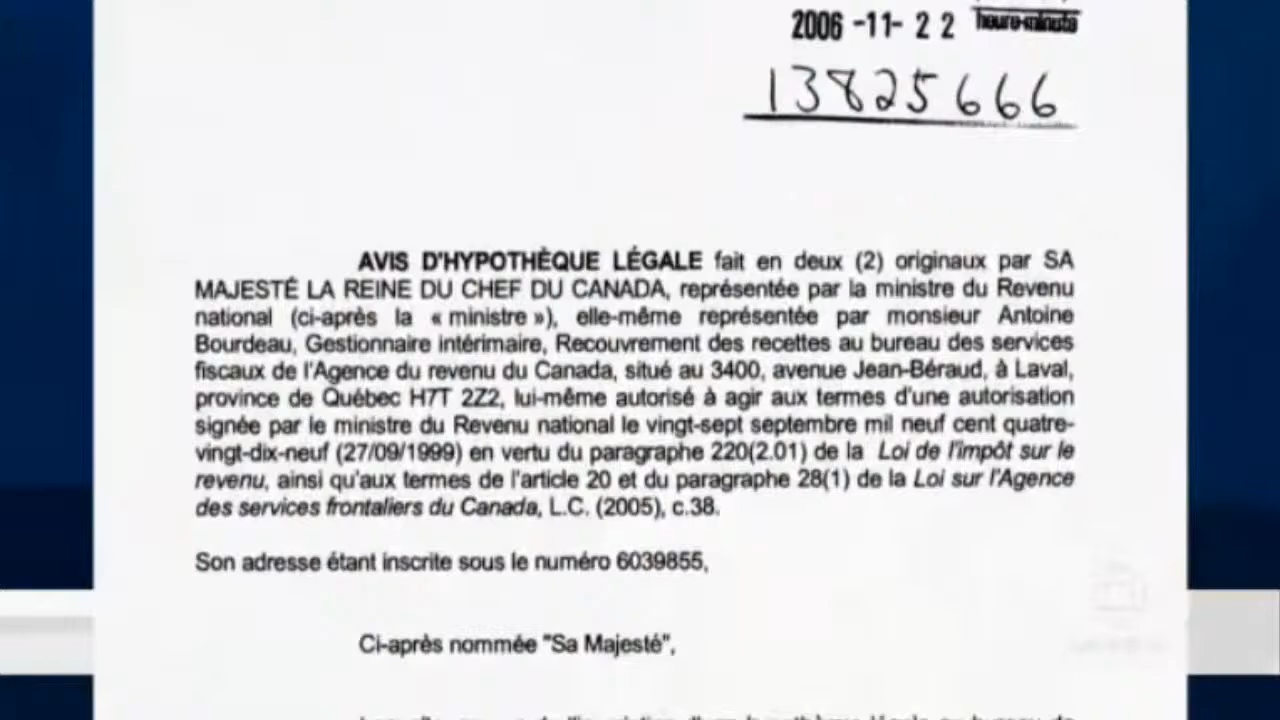 2006 -11- 2 2 heure-minute
13825666
AVIS D'HYPOTHÈQUE LÉGALE fait en deux (2) originaux par SA
MAJESTÉ LA REINE DU CHEF DU CANADA, représentée par la ministre du Revenu
national (ci-après la « ministre »), elle-même représentée par monsieur Antoine
Bourdeau, Gestionnaire intérimaire, Recouvrement des recettes au bureau des services
fiscaux de l'Agence du revenu du Canada, situé au 3400, avenue Jean-Béraud, à Laval,
province de Québec H7T 2Z2, lui-même autorisé à agir aux termes d'une autorisation
signée par le ministre du Revenu national le vingt-sept septembre mil neuf cent quatre-
vingt-dix-neuf (27/09/1999) en vertu du paragraphe 220(2.01) de la Loi de l'impôt sur le
revenu, ainsi qu'aux termes de l'article 20 et du paragraphe 28(1) de la Loi sur l'Agence
des services frontaliers du Canada, L.C. (2005), c.38.
Son adresse étant inscrite sous le numéro 6039855,
Ci-après nommée "Sa Majesté",